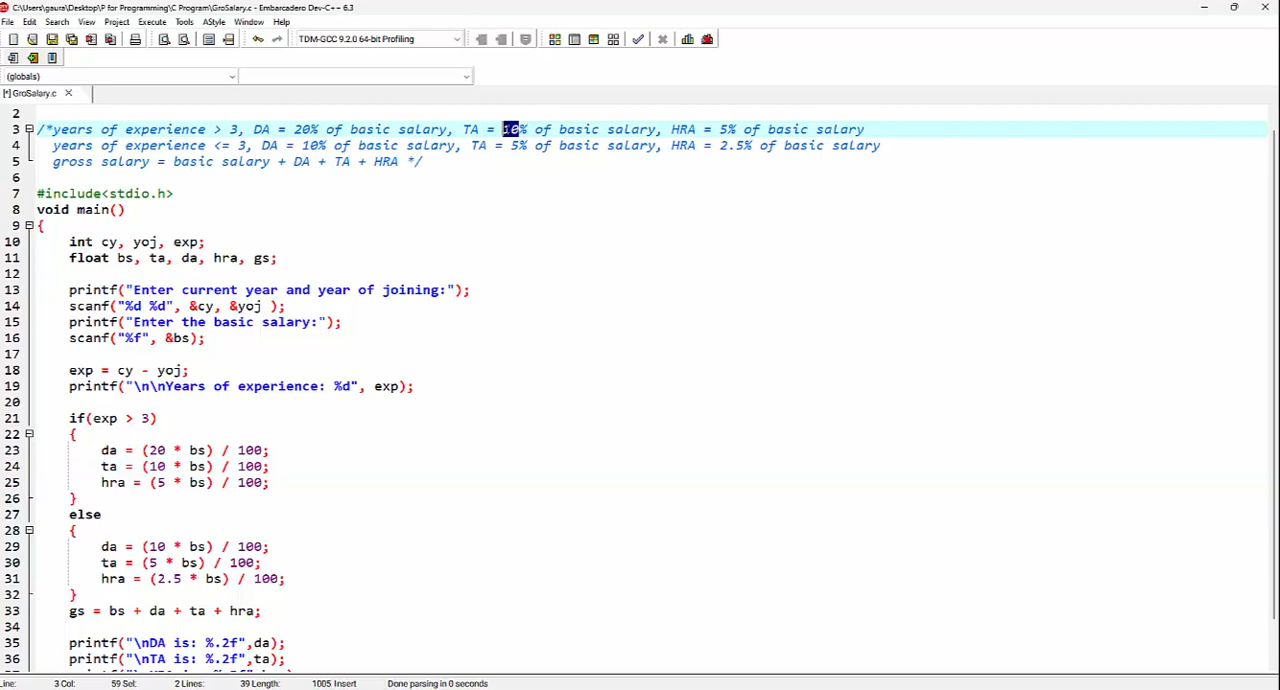 C:\Users\gaura\Desktop\P for Programming\C Program\GroSalary.c - Embarcadero Dev-C++ 6.3
File Edit Search View Project Execute Tools AStyle Window Help
TDM-GCC 9.2.0 64-bit Profiling
(globals)
[*] GroSalary.c
2
3 /*years of experience > 3, DA = 20% of basic salary, TA = 10% of basic salary, HRA = 5% of basic salary
4 years of experience <= 3, DA = 10% of basic salary, TA = 5% of basic salary, HRA = 2.5% of basic salary
5 gross salary = basic salary + DA + TA + HRA */
6
7 #include<stdio.h>
8 void main()
9 {
10 int cy, yoj, exp;
11 float bs, ta, da, hra, gs;
12
13 printf("Enter current year and year of joining:");
14 scanf("%d %d", &cy, &yoj );
15 printf("Enter the basic salary:");
16 scanf("%f", &bs);
17
18 exp = cy - yoj;
19 printf("\n\nYears of experience: %d", exp);
20
21 if(exp > 3)
22 {
23 da = (20 * bs) / 100;
24 ta = (10 * bs) / 100;
25 hra = (5 * bs) / 100;
26 }
27 else
28 {
29 da = (10 * bs) / 100;
30 ta = (5 * bs) / 100;
31 hra = (2.5 * bs) / 100;
32 }
33 gs = bs + da + ta + hra;
34
35 printf("\nDA is: %.2f",da);
36 printf("\nTA is: %.2f",ta);
Line: 3 Col: 59 Sel: 2 Lines: 39 Length: 1005 Insert Done parsing in 0 seconds